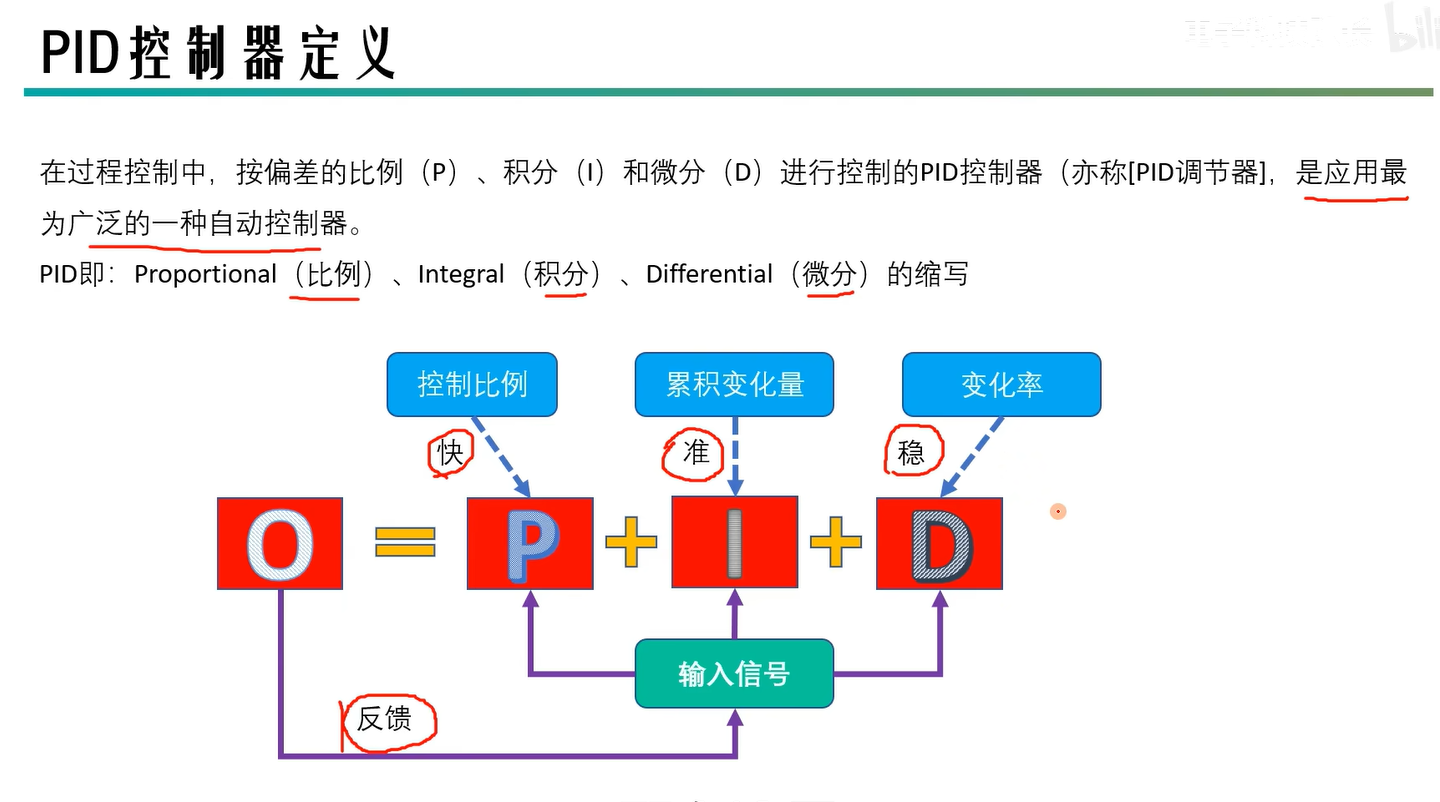 PID控制器定义
在过程控制中，按偏差的比例（P）、积分（I）和微分（D）进行控制的PID控制器（亦称[PID调节器]，是应用最
为广泛的一种自动控制器。
PID即：Proportional（比例）、Integral（积分）、Differential（微分）的缩写
控制比例 累积变化量 变化率
快 准 稳
O = P + I + D
输入信号
反馈